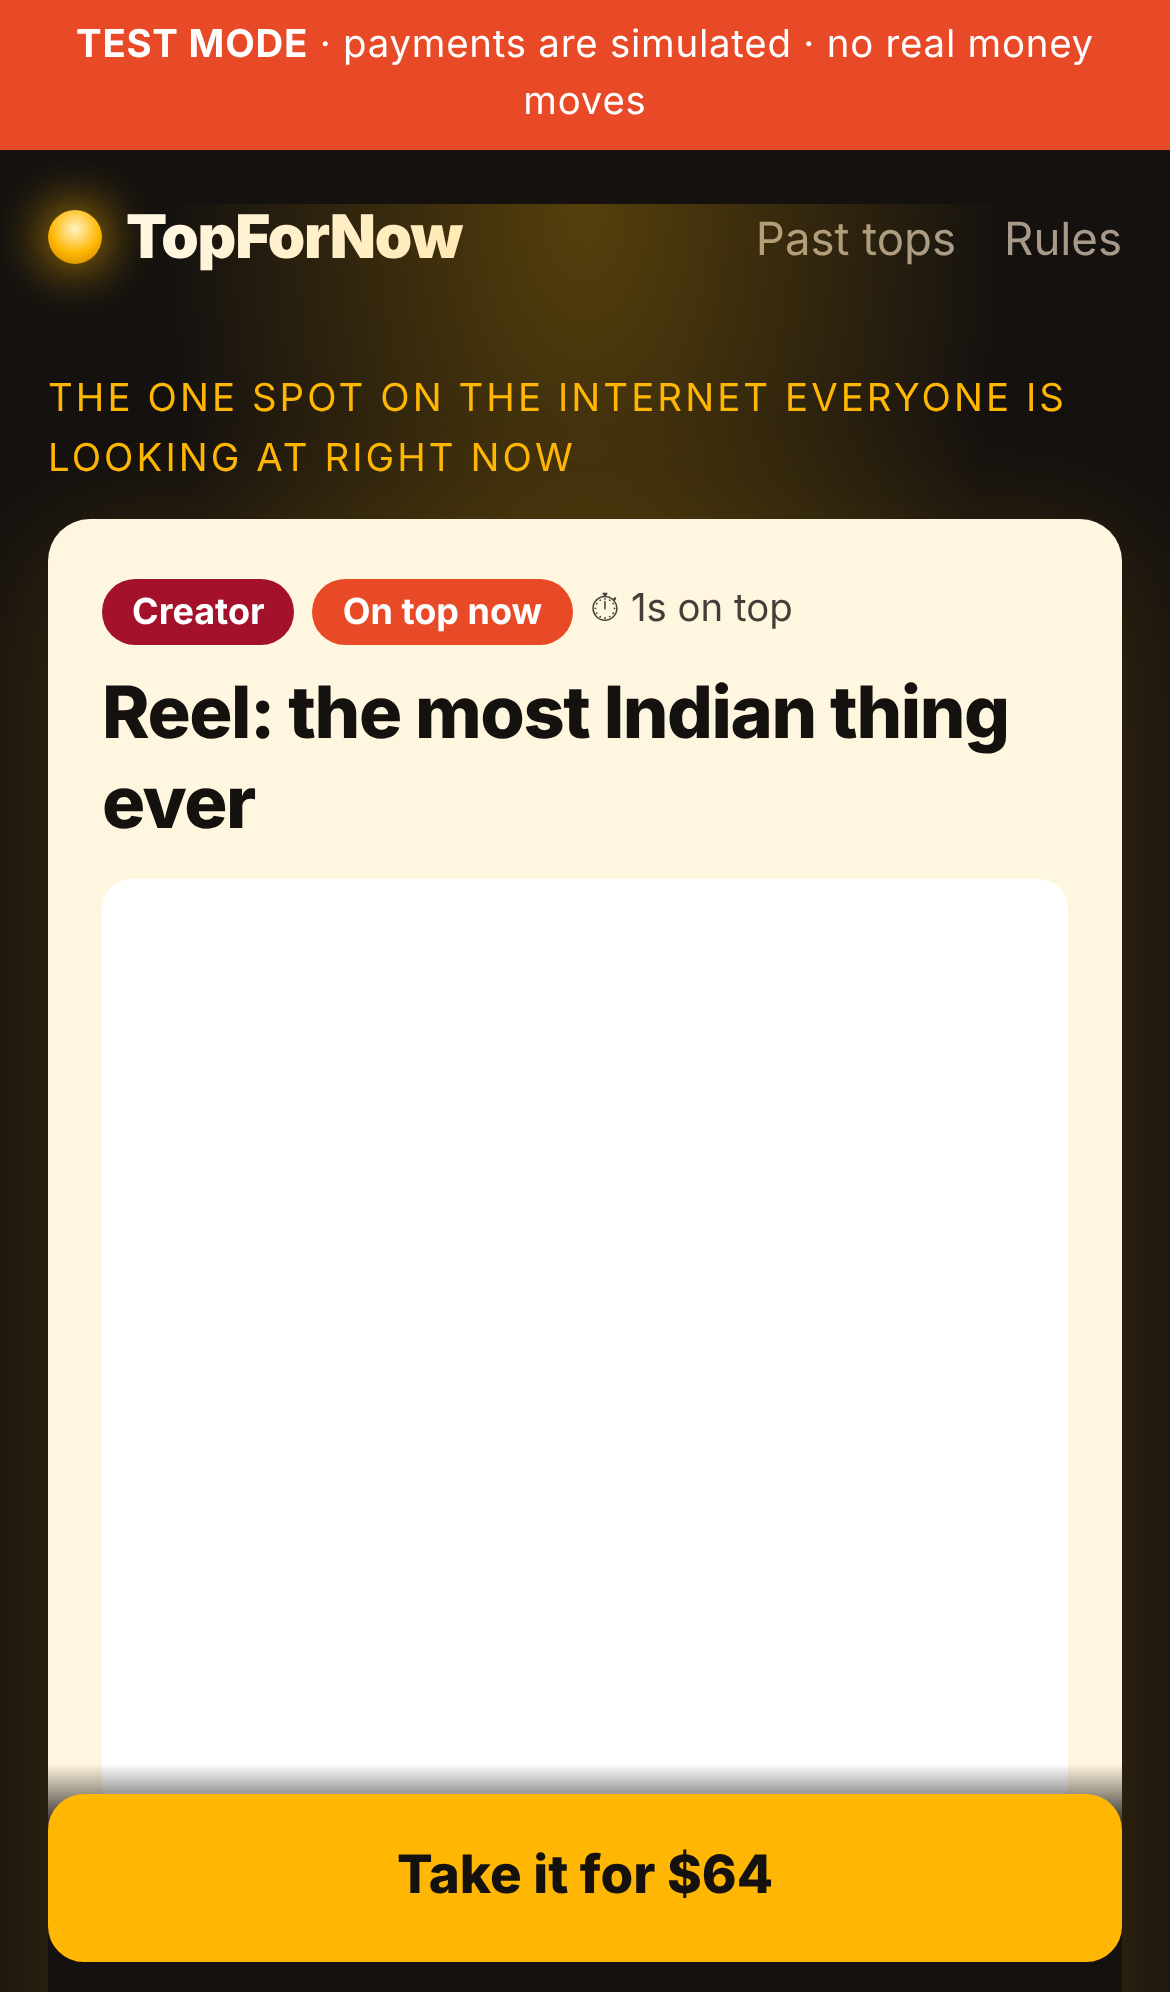 TEST MODE · payments are simulated · no real money
moves
TopForNow
Past tops
Rules
THE ONE SPOT ON THE INTERNET EVERYONE IS
LOOKING AT RIGHT NOW
Creator
On top now
⏱ 1s on top
Reel: the most Indian thing
ever
Take it for $64